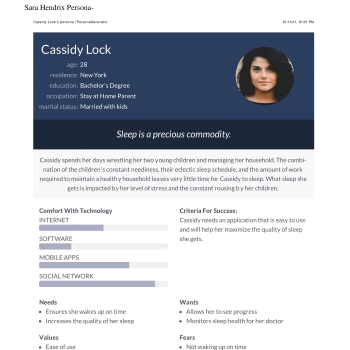 Sara Hendrix Persona-
Cassidy Lock's persona | PersonaGenerator
Cassidy Lock
age: 28
residence: New York
education: Bachelor's Degree
occupation: Stay at Home Parent
marital status: Married with kids
Sleep is a precious commodity.
Cassidy spends her days wrestling her two young children and managing her household. The combi-
nation of the children's constant neediness, their eclectic sleep schedule, and the amount of work
required to maintain a healthy household leaves very little time for Cassidy to sleep. What sleep she
gets is impacted by her level of stress and the constant rousing by her children.
Comfort With Technology
INTERNET
SOFTWARE
MOBILE APPS
SOCIAL NETWORK
Criteria For Success:
Cassidy needs an application that is easy to use
and will help her maximize the quality of sleep
she gets.
Needs
• Ensures she wakes up on time
• Increases the quality of her sleep
Wants
• Allows her to see progress
• Monitors sleep health for her doctor
Values
• Ease of use
Fears
• Not waking up on time